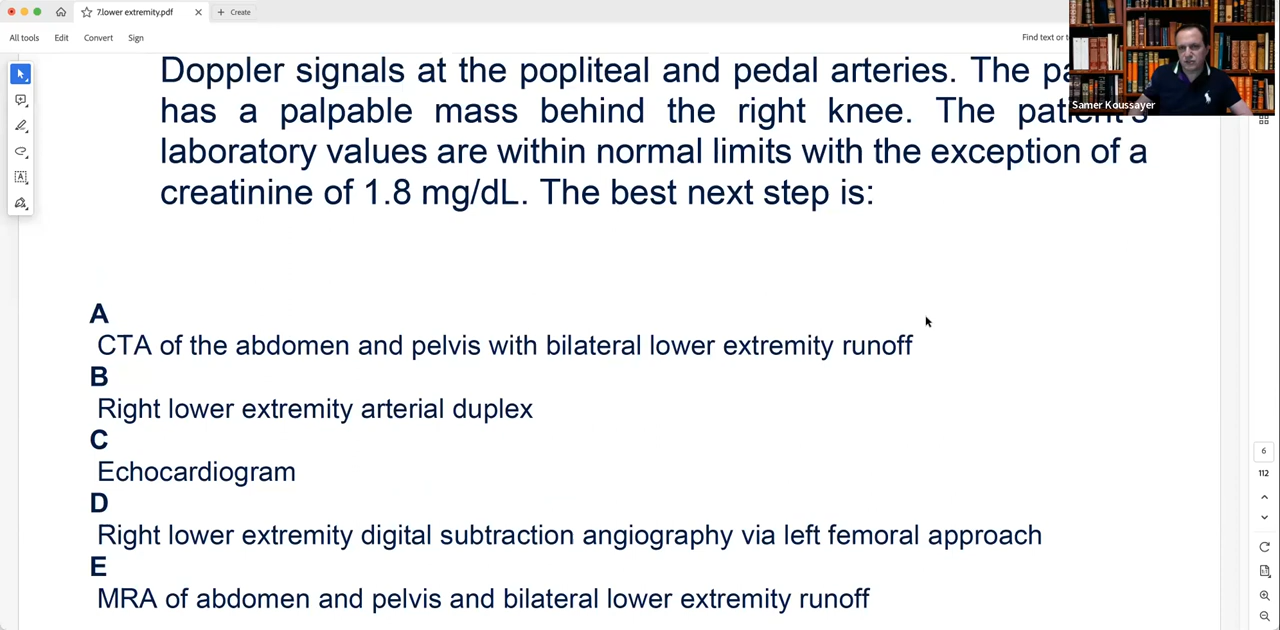 7.lower extremity.pdf
+ Create
All tools
Edit
Convert
Sign
Find text or
Doppler signals at the popliteal and pedal arteries. The
has a palpable mass behind the right knee. The patient's
Samer Koussayer
laboratory values are within normal limits with the exception of a
creatinine of 1.8 mg/dL. The best next step is:
A
CTA of the abdomen and pelvis with bilateral lower extremity runoff
B
Right lower extremity arterial duplex
C
Echocardiogram
D
Right lower extremity digital subtraction angiography via left femoral approach
E
MRA of abdomen and pelvis and bilateral lower extremity runoff
6
112